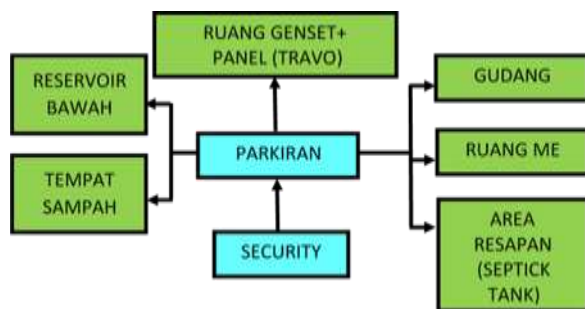 RUANG GENSET+
PANEL (TRAVO)
RESERVOIR
BAWAH
GUDANG
PARKIRAN
RUANG ME
TEMPAT
SAMPAH
AREA
RESAPAN
(SEPTICK
TANK)
SECURITY